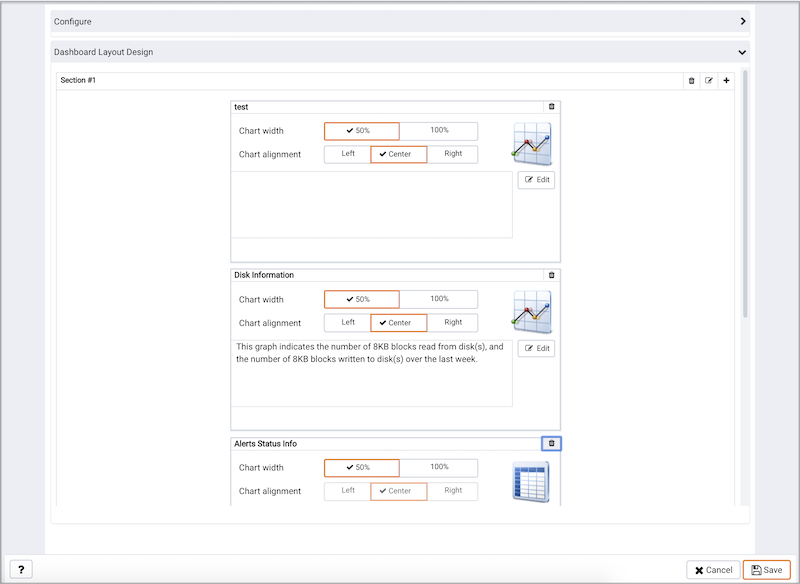 Configure
Dashboard Layout Design
Section #1
test
Chart width 50% 100%
Chart alignment Left Center Right
Edit
Disk Information
Chart width 50% 100%
Chart alignment Left Center Right
This graph indicates the number of 8KB blocks read from disk(s), and
the number of 8KB blocks written to disk(s) over the last week.
Edit
Alerts Status Info
Chart width 50% 100%
Chart alignment Left Center Right
? Cancel Save